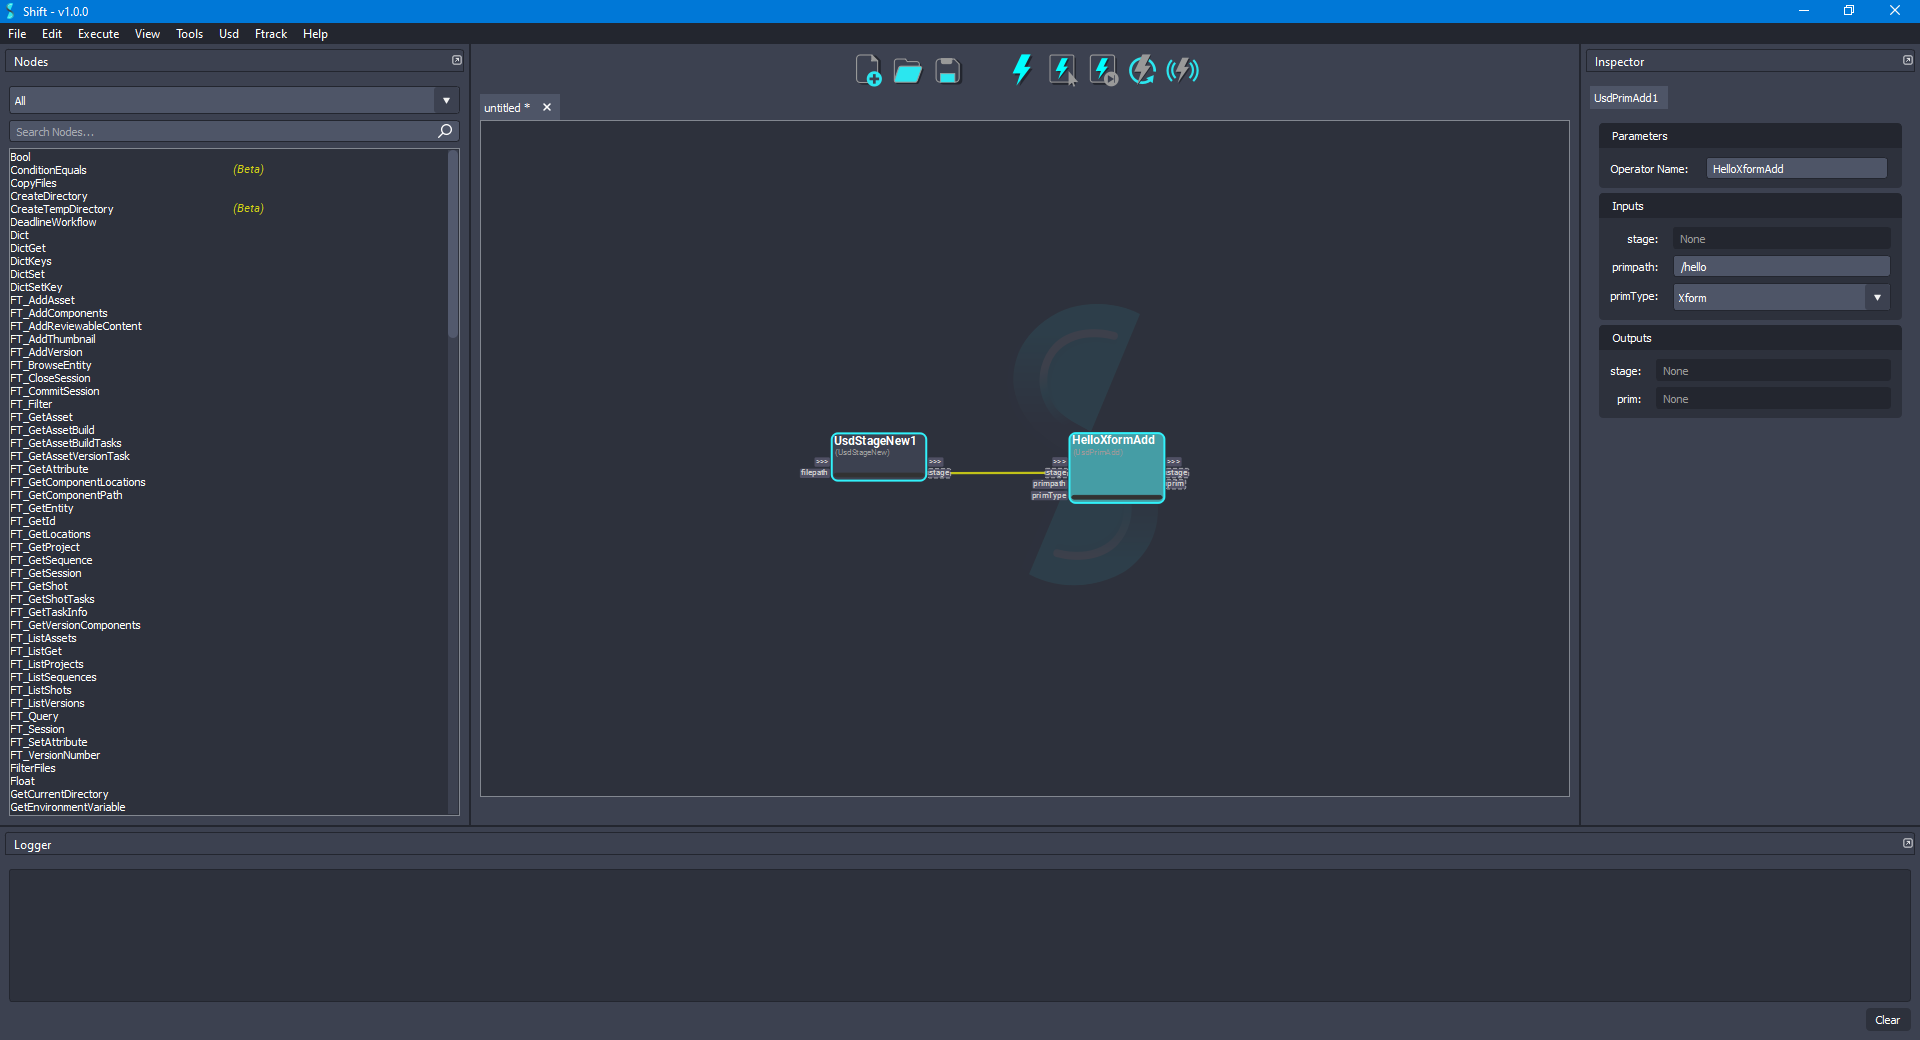 Shift - v1.0.0
File Edit Execute View Tools Usd Ftrack Help
Nodes
All
Search Nodes...
Bool
ConditionEquals (Beta)
CopyFiles
CreateDirectory
CreateTempDirectory (Beta)
DeadlineWorkflow
Dict
DictGet
DictKeys
DictSet
DictSetKey
FT_AddAsset
FT_AddComponents
FT_AddReviewableContent
FT_AddThumbnail
FT_AddVersion
FT_BrowseEntity
FT_CloseSession
FT_CommitSession
FT_Filter
FT_GetAsset
FT_GetAssetBuild
FT_GetAssetBuildTasks
FT_GetAssetVersionTask
FT_GetAttribute
FT_GetComponentLocations
FT_GetComponentPath
FT_GetEntity
FT_GetId
FT_GetLocations
FT_GetProject
FT_GetSequence
FT_GetSession
FT_GetShot
FT_GetShotTasks
FT_GetTaskInfo
FT_GetVersionComponents
FT_ListAssets
FT_ListGet
FT_ListProjects
FT_ListSequences
FT_ListShots
FT_ListVersions
FT_Query
FT_Session
FT_SetAttribute
FT_VersionNumber
FilterFiles
Float
GetCurrentDirectory
GetEnvironmentVariable
untitled *
UsdStageNew1
(UsdStageNew)
>>> >>>
filepath stage
HelloXformAdd
(UsdPrimAdd)
>>> >>>
stage stage
primpath prim
primType
Inspector
UsdPrimAdd1
Parameters
Operator Name: HelloXformAdd
Inputs
stage: None
primpath: /hello
primType: Xform
Outputs
stage: None
prim: None
Logger
Clear